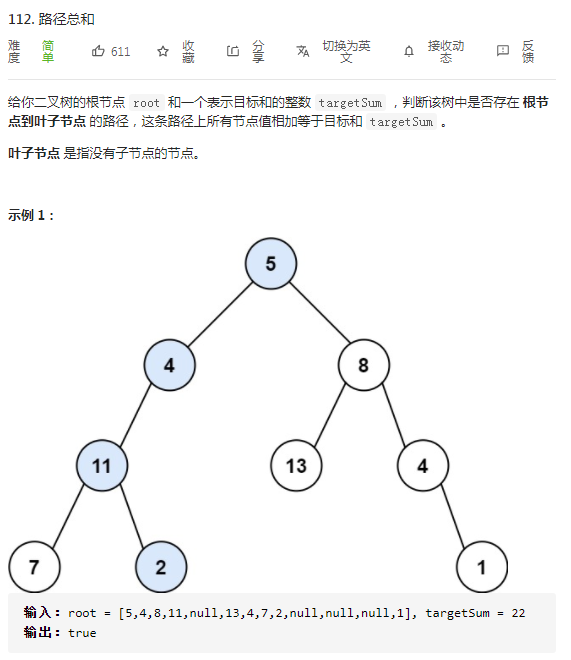 112. 路径总和
难度 简单 611 收藏 分享 切换为英文 接收动态 反馈
给你二叉树的根节点 root 和一个表示目标和的整数 targetSum ，判断该树中是否存在 根节
点到叶子节点 的路径，这条路径上所有节点值相加等于目标和 targetSum 。
叶子节点 是指没有子节点的节点。
示例 1：
5
4 8
11 13 4
7 2 1
输入：root = [5,4,8,11,null,13,4,7,2,null,null,null,1], targetSum = 22
输出：true